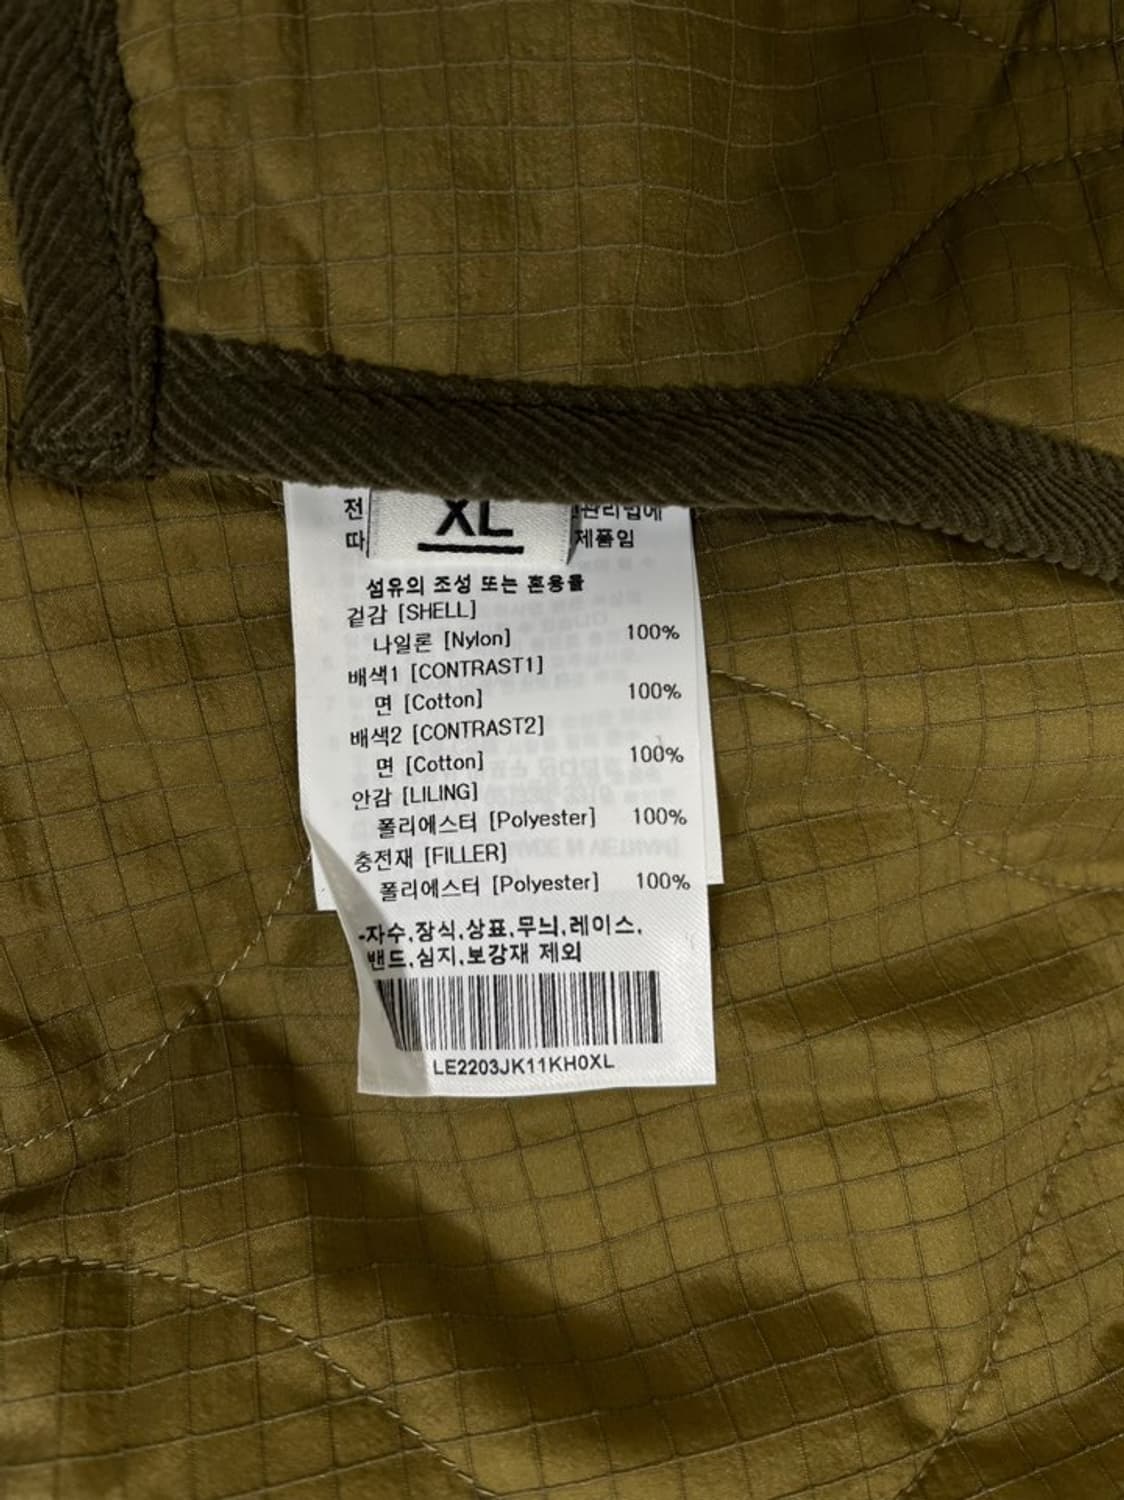 XL
전
따 제품임
섬유의 조성 또는 혼용률
겉감 [SHELL]
나일론 [Nylon] 100%
배색1 [CONTRAST1]
면 [Cotton] 100%
배색2 [CONTRAST2]
면 [Cotton] 100%
안감 [LILING]
폴리에스터 [Polyester] 100%
충전재 [FILLER]
폴리에스터 [Polyester] 100%
-자수,장식,상표,무늬,레이스,
밴드,심지,보강재 제외
LE2203JK11KH0XL